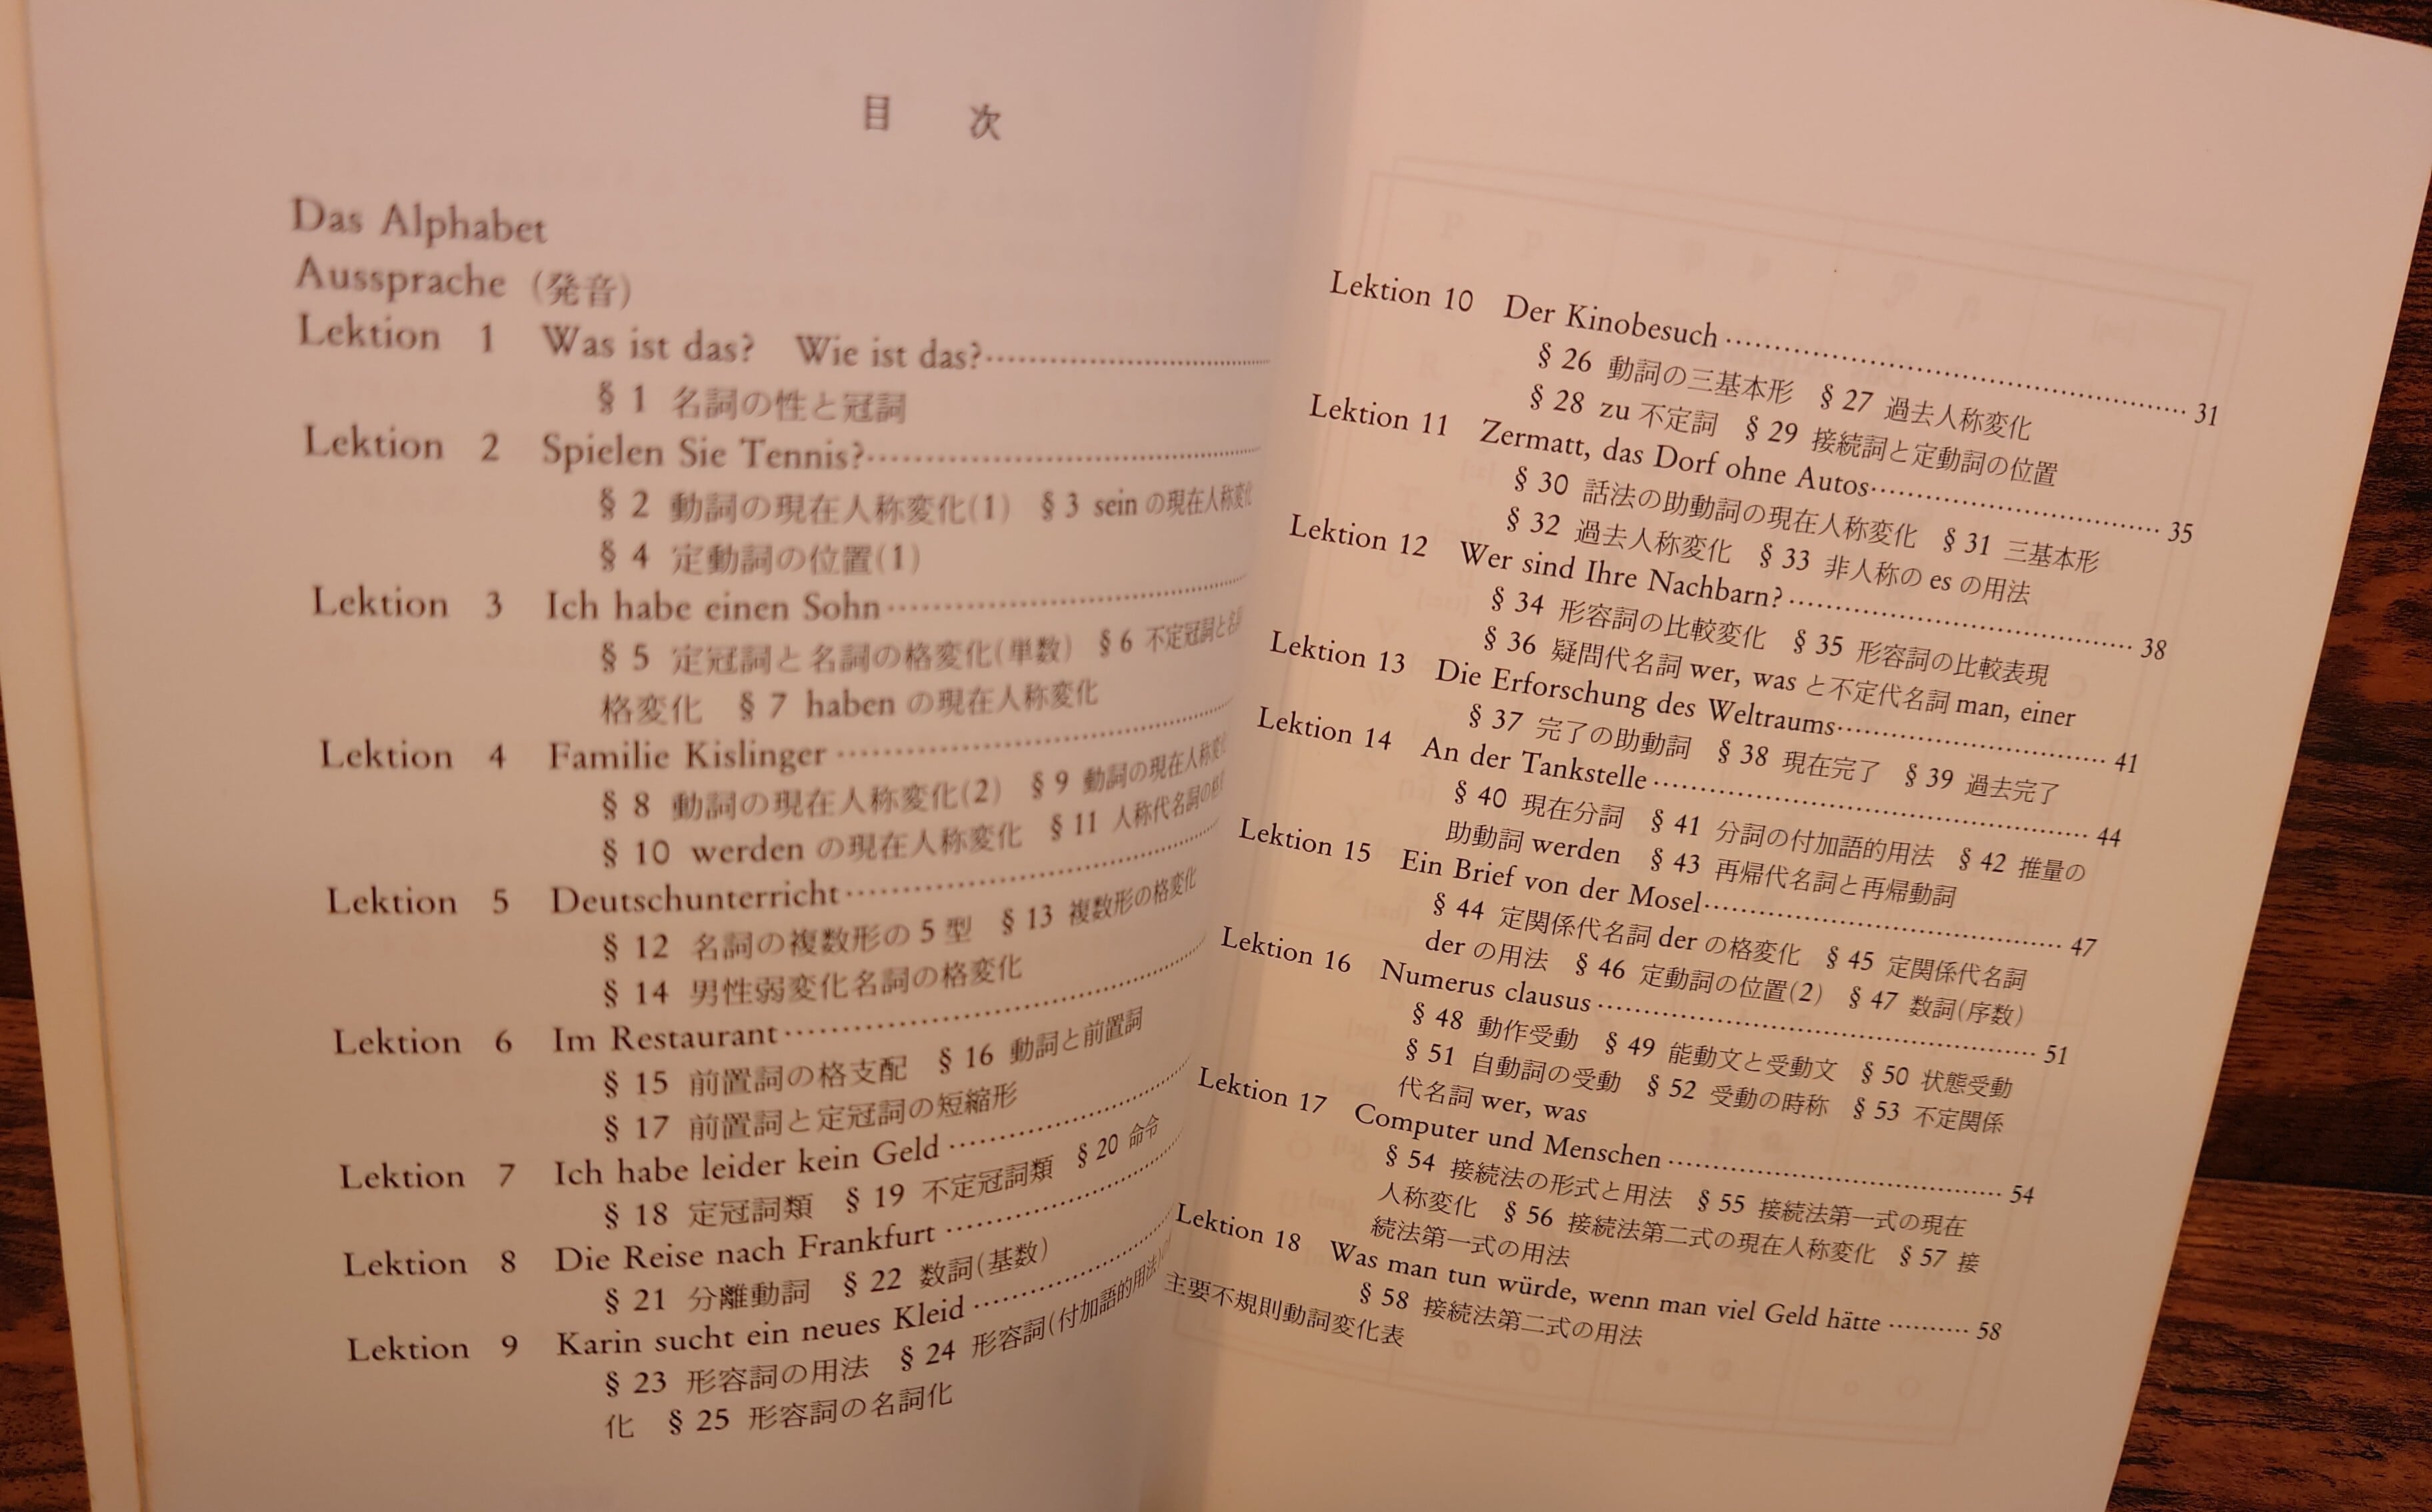 目 次
Das Alphabet
Aussprache (発音)
Lektion 1 Was ist das? Wie ist das?
§ 1 名詞の性と冠詞
Lektion 2 Spielen Sie Tennis?
§ 2 動詞の現在人称変化(1) § 3 sein の現在人称変化
§ 4 定動詞の位置(1)
Lektion 3 Ich habe einen Sohn
§ 5 定冠詞と名詞の格変化(単数) § 6 不定冠詞と名
格変化 § 7 haben の現在人称変化
Lektion 4 Familie Kislinger
§ 8 動詞の現在人称変化(2) § 9 動詞の現在人称変
§ 10 werden の現在人称変化 § 11 人称代名詞の格
Lektion 5 Deutschunterricht
§ 12 名詞の複数形の 5 型 § 13 複数形の格変化
§ 14 男性弱変化名詞の格変化
Lektion 6 Im Restaurant
§ 15 前置詞の格支配 § 16 動詞と前置詞
§ 17 前置詞と定冠詞の短縮形
Lektion 7 Ich habe leider kein Geld
§ 18 定冠詞類 § 19 不定冠詞類 § 20 命令
Lektion 8 Die Reise nach Frankfurt
§ 21 分離動詞 § 22 数詞(基数)
Lektion 9 Karin sucht ein neues Kleid
§ 23 形容詞の用法 § 24 形容詞(付加語的用法)
化 § 25 形容詞の名詞化
Lektion 10 Der Kinobesuch 31
§ 26 動詞の三基本形 § 27 過去人称変化
§ 28 zu 不定詞 § 29 接続詞と定動詞の位置
Lektion 11 Zermatt, das Dorf ohne Autos 35
§ 30 話法の助動詞の現在人称変化 § 31 三基本形
§ 32 過去人称変化 § 33 非人称の es の用法
Lektion 12 Wer sind Ihre Nachbarn? 38
§ 34 形容詞の比較変化 § 35 形容詞の比較表現
§ 36 疑問代名詞 wer, was と不定代名詞 man, einer
Lektion 13 Die Erforschung des Weltraums 41
§ 37 完了の助動詞 § 38 現在完了 § 39 過去完了
Lektion 14 An der Tankstelle 44
§ 40 現在分詞 § 41 分詞の付加語的用法 § 42 推量の
助動詞 werden § 43 再帰代名詞と再帰動詞
Lektion 15 Ein Brief von der Mosel 47
§ 44 定関係代名詞 der の格変化 § 45 定関係代名詞
der の用法 § 46 定動詞の位置(2) § 47 数詞(序数)
Lektion 16 Numerus clausus 51
§ 48 動作受動 § 49 能動文と受動文 § 50 状態受動
§ 51 自動詞の受動 § 52 受動の時称 § 53 不定関係
代名詞 wer, was
Lektion 17 Computer und Menschen 54
§ 54 接続法の形式と用法 § 55 接続法第一式の現在
人称変化 § 56 接続法第二式の現在人称変化 § 57 接
続法第一式の用法
Lektion 18 Was man tun würde, wenn man viel Geld hätte 58
§ 58 接続法第二式の用法
主要不規則動詞変化表